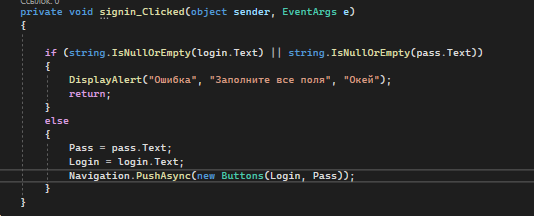 Ссылок: 0
private void signin_Clicked(object sender, EventArgs e)
{
if (string.IsNullOrEmpty(login.Text) || string.IsNullOrEmpty(pass.Text))
{
DisplayAlert("Ошибка", "Заполните все поля", "Окей");
return;
}
else
{
Pass = pass.Text;
Login = login.Text;
Navigation.PushAsync(new Buttons(Login, Pass));
}
}